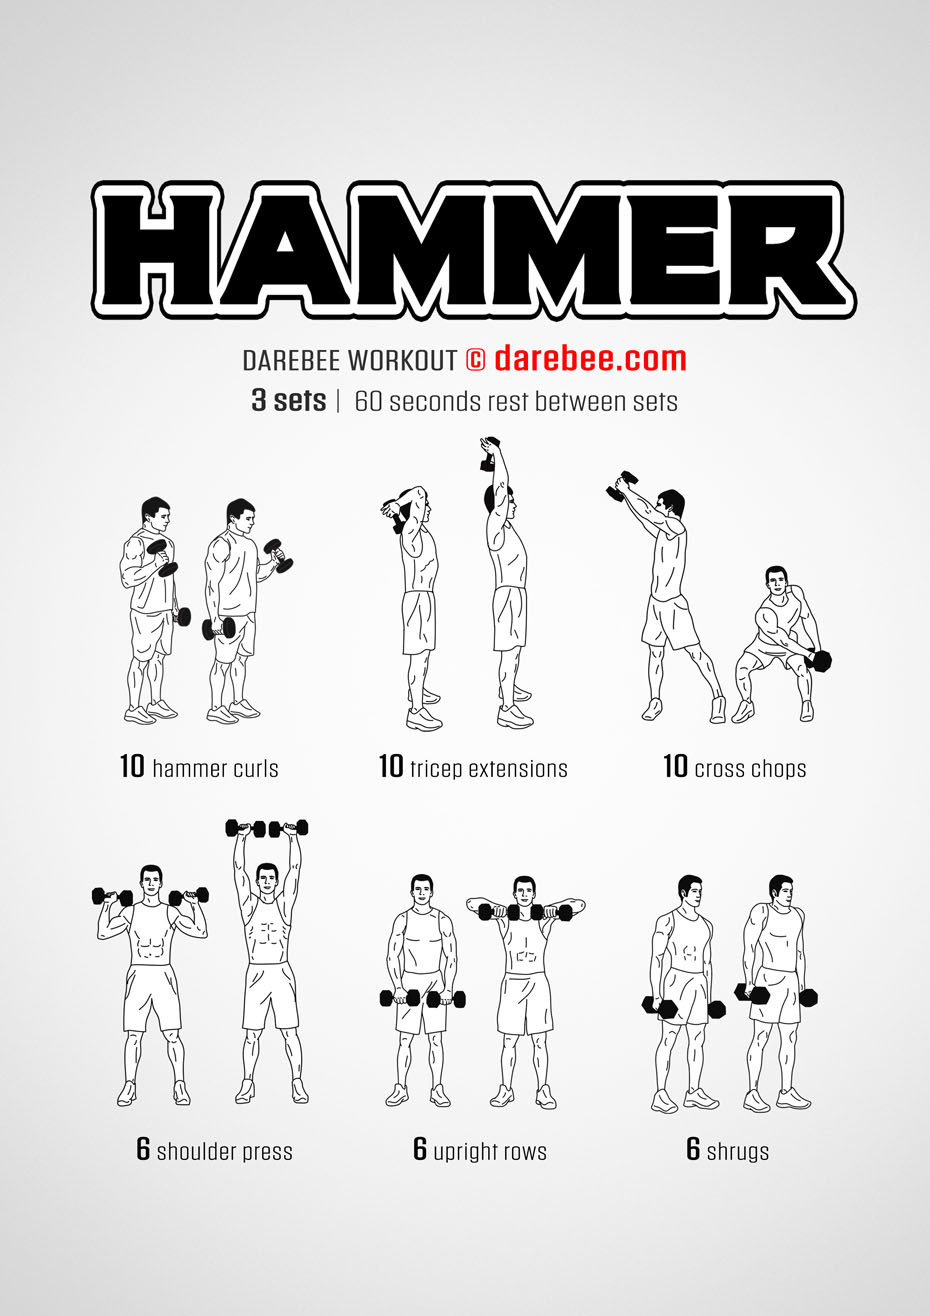 HAMMER
DAREBEE WORKOUT © darebee.com
3 sets | 60 seconds rest between sets
10 hammer curls
10 tricep extensions
10 cross chops
6 shoulder press
6 upright rows
6 shrugs